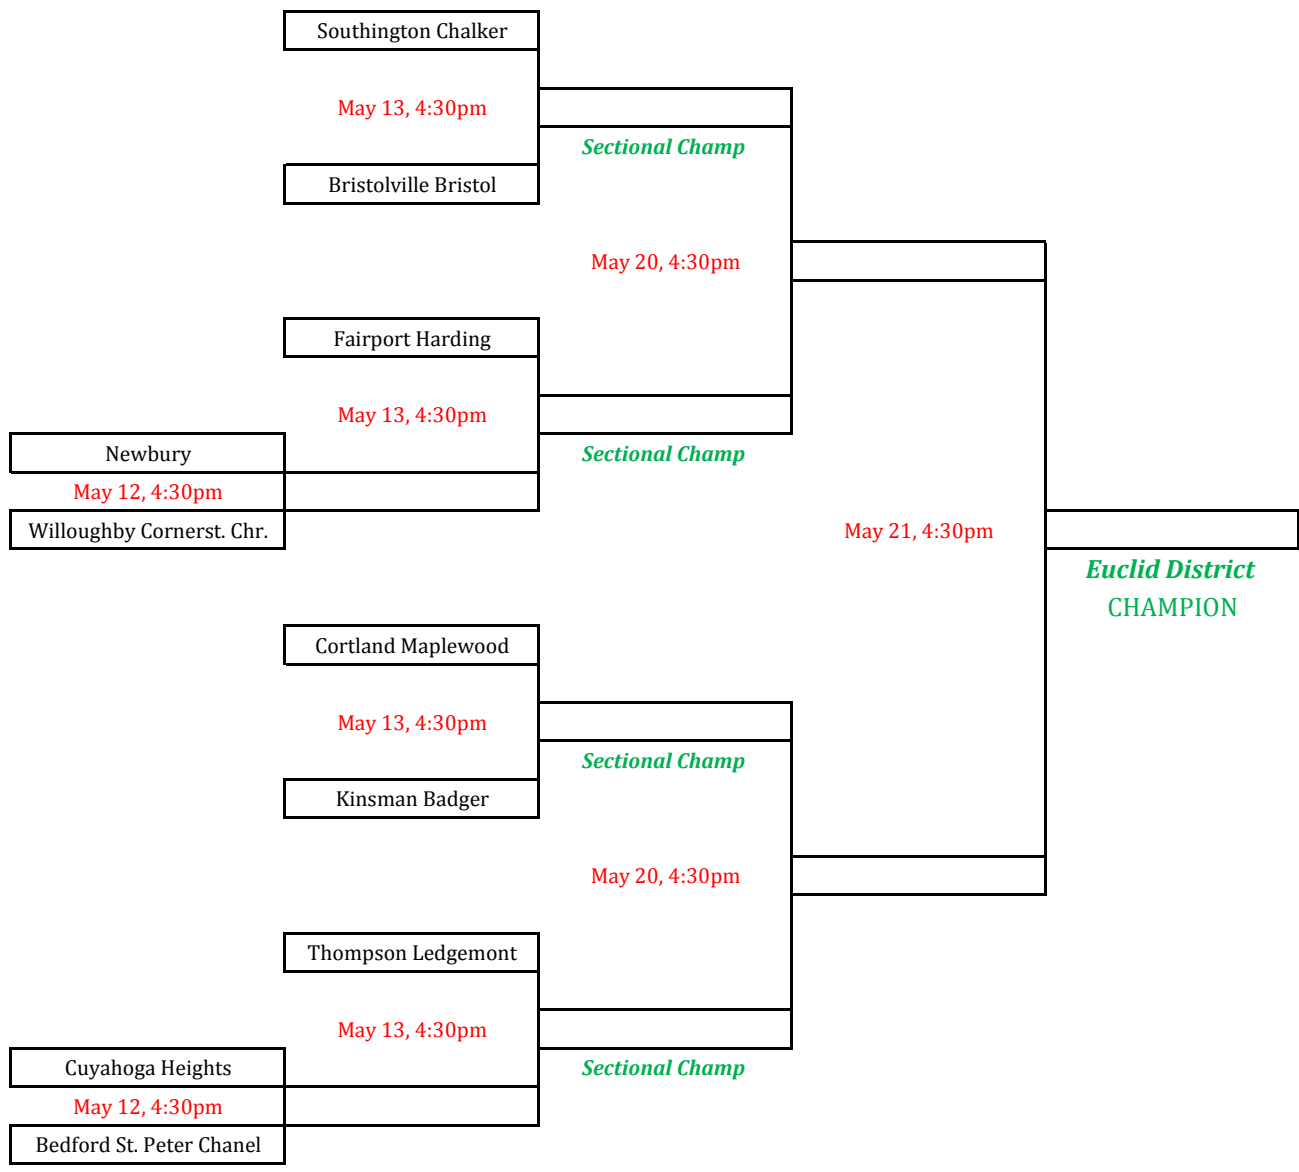 Southington Chalker
May 13, 4:30pm
Sectional Champ
Bristolville Bristol
May 20, 4:30pm
Fairport Harding
May 13, 4:30pm
Newbury
Sectional Champ
May 12, 4:30pm
Willoughby Cornerst. Chr.
May 21, 4:30pm
Euclid District
CHAMPION
Cortland Maplewood
May 13, 4:30pm
Sectional Champ
Kinsman Badger
May 20, 4:30pm
Thompson Ledgemont
May 13, 4:30pm
Cuyahoga Heights
Sectional Champ
May 12, 4:30pm
Bedford St. Peter Chanel